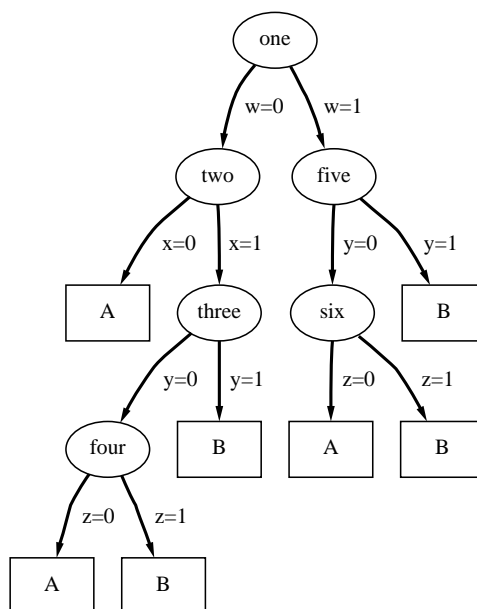 one
w=0 w=1
two five
x=0 x=1 y=0 y=1
A three six B
y=0 y=1 z=0 z=1
four B A B
z=0 z=1
A B